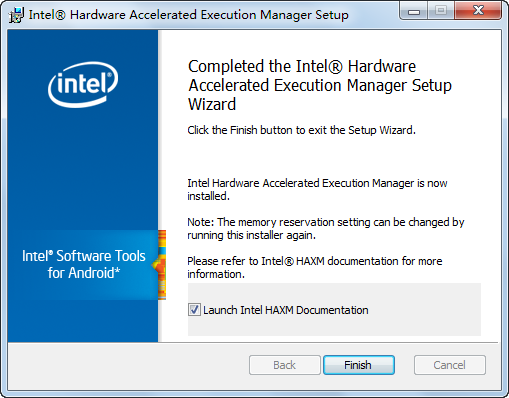 Intel® Hardware Accelerated Execution Manager Setup
intel
Completed the Intel® Hardware
Accelerated Execution Manager Setup
Wizard
Click the Finish button to exit the Setup Wizard.
Intel Hardware Accelerated Execution Manager is now
installed.
Note: The memory reservation setting can be changed by
running this installer again.
Please refer to Intel® HAXM documentation for more
information.
Intel® Software Tools
for Android*
Launch Intel HAXM Documentation
Back
Finish
Cancel